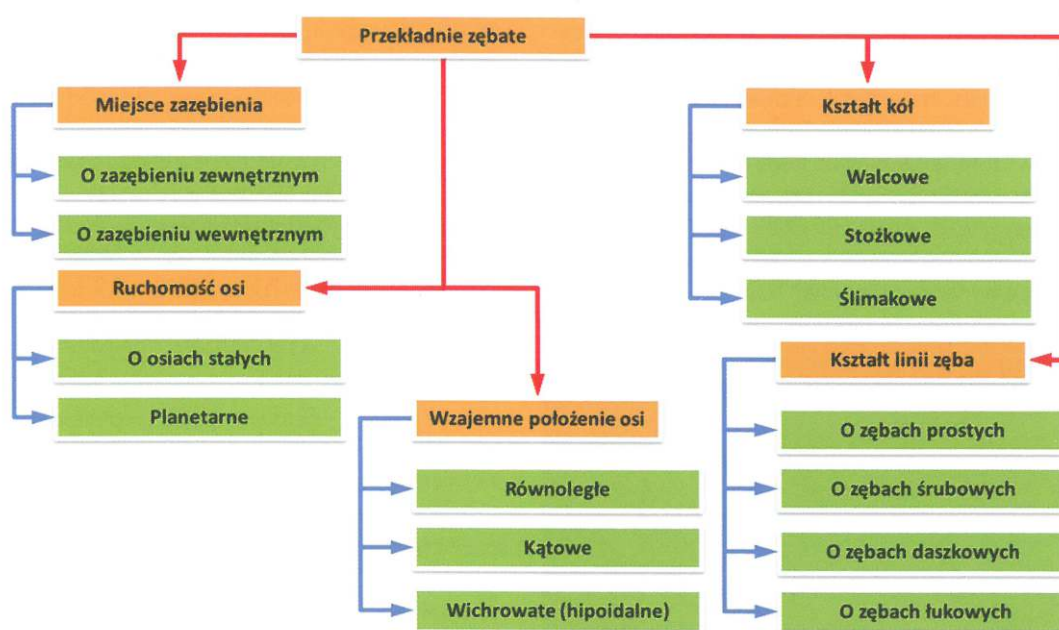 Przekładnie zębate
Miejsce zazębienia
O zazębieniu zewnętrznym
O zazębieniu wewnętrznym
Ruchomość osi
O osiach stałych
Planetarne
Wzajemne położenie osi
Równoległe
Kątowe
Wichrowate (hipoidalne)
Kształt kół
Walcowe
Stożkowe
Ślimakowe
Kształt linii zęba
O zębach prostych
O zębach śrubowych
O zębach daszkowych
O zębach łukowych